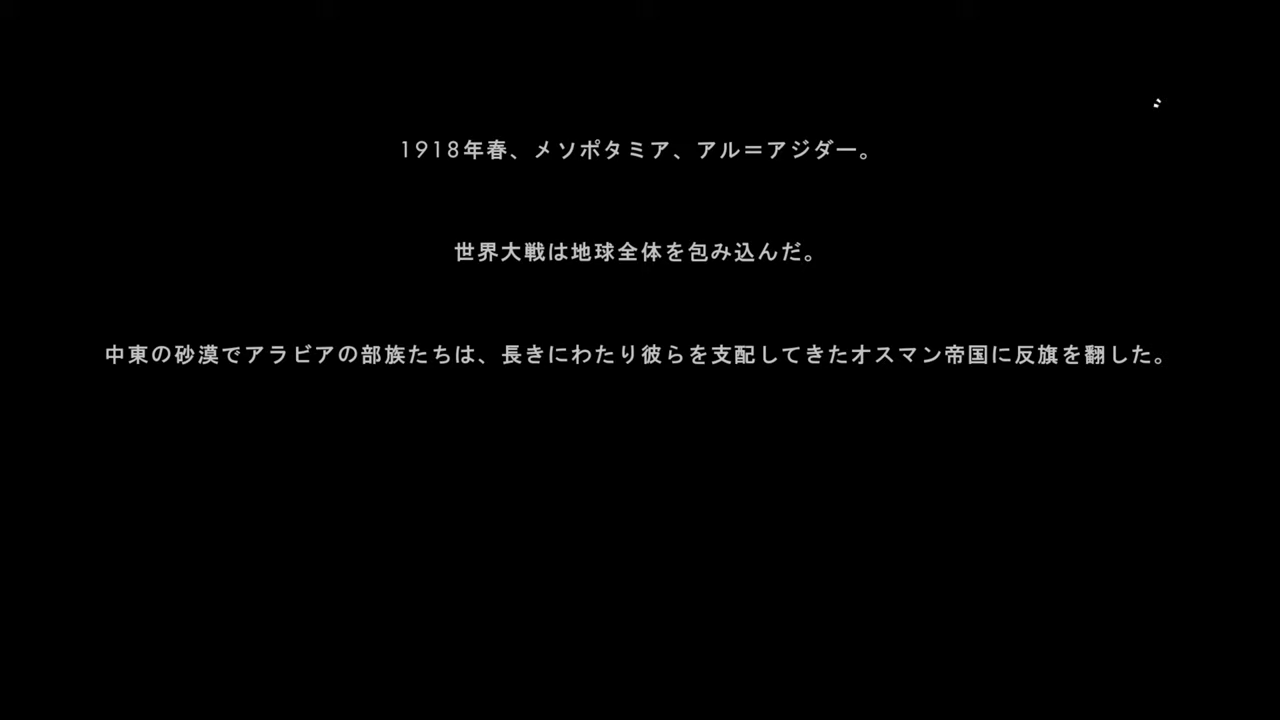 1918年春、メソポタミア、アル＝アジダー。
世界大戦は地球全体を包み込んだ。
中東の砂漠でアラビアの部族たちは、長きにわたり彼らを支配してきたオスマン帝国に反旗を翻した。